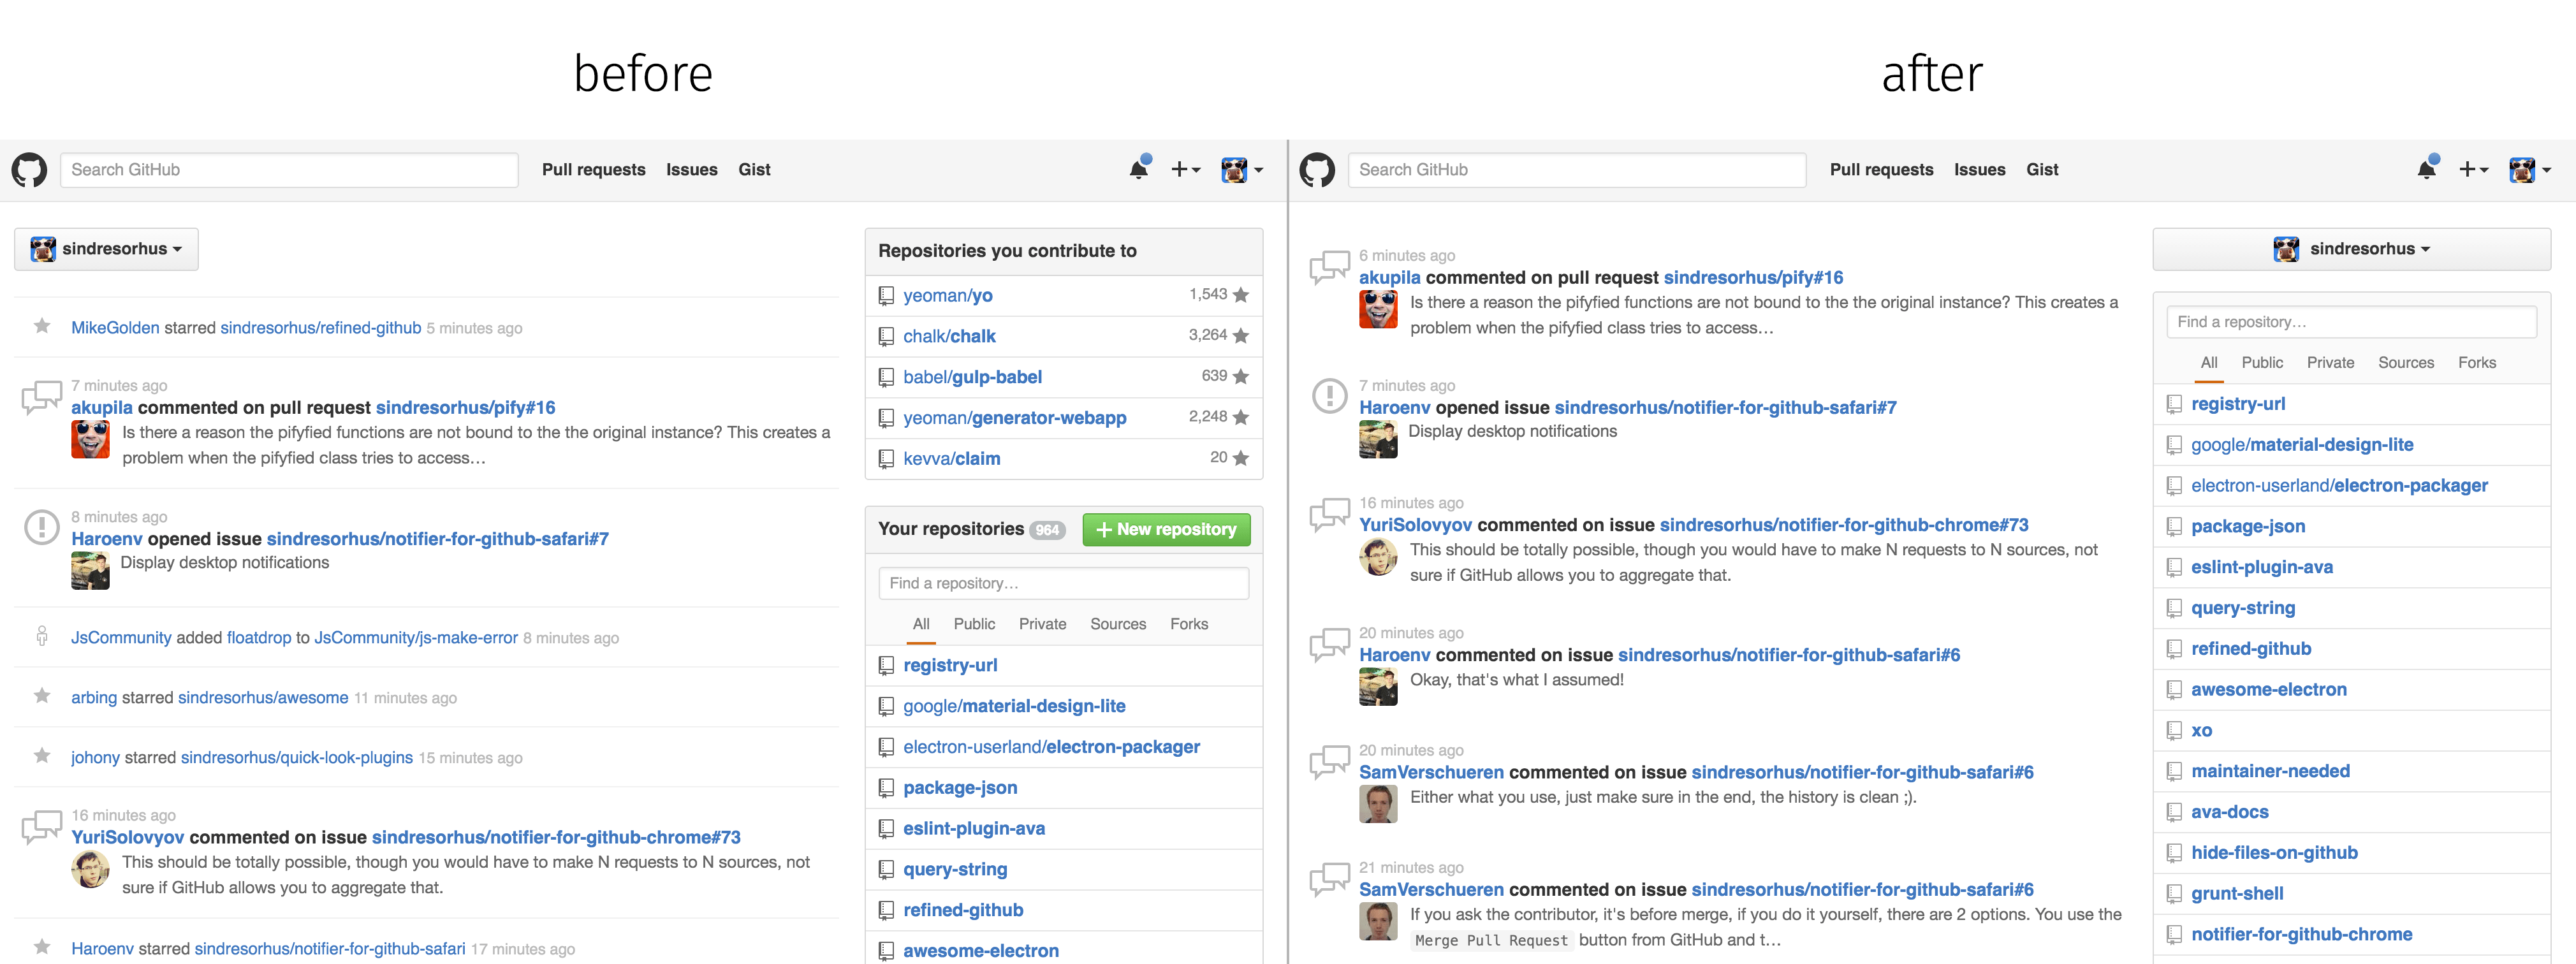 before
after
Search GitHub
Pull requests Issues Gist
sindresorhus
MikeGolden starred sindresorhus/refined-github 5 minutes ago
7 minutes ago
akupila commented on pull request sindresorhus/pify#16
Is there a reason the pifyfied functions are not bound to the the original instance? This creates a
problem when the pifyfied class tries to access…
8 minutes ago
Haroenv opened issue sindresorhus/notifier-for-github-safari#7
Display desktop notifications
JsCommunity added floatdrop to JsCommunity/js-make-error 8 minutes ago
arbing starred sindresorhus/awesome 11 minutes ago
johony starred sindresorhus/quick-look-plugins 15 minutes ago
16 minutes ago
YuriSolovyov commented on issue sindresorhus/notifier-for-github-chrome#73
This should be totally possible, though you would have to make N requests to N sources, not
sure if GitHub allows you to aggregate that.
Haroenv starred sindresorhus/notifier-for-github-safari 17 minutes ago
Repositories you contribute to
yeoman/yo 1,543
chalk/chalk 3,264
babel/gulp-babel 639
yeoman/generator-webapp 2,248
kevva/claim 20
Your repositories 964 New repository
Find a repository…
All Public Private Sources Forks
registry-url
google/material-design-lite
electron-userland/electron-packager
package-json
eslint-plugin-ava
query-string
refined-github
awesome-electron
Search GitHub
Pull requests Issues Gist
6 minutes ago
akupila commented on pull request sindresorhus/pify#16
Is there a reason the pifyfied functions are not bound to the the original instance? This creates a
problem when the pifyfied class tries to access…
7 minutes ago
Haroenv opened issue sindresorhus/notifier-for-github-safari#7
Display desktop notifications
16 minutes ago
YuriSolovyov commented on issue sindresorhus/notifier-for-github-chrome#73
This should be totally possible, though you would have to make N requests to N sources, not
sure if GitHub allows you to aggregate that.
20 minutes ago
Haroenv commented on issue sindresorhus/notifier-for-github-safari#6
Okay, that's what I assumed!
20 minutes ago
SamVerschueren commented on issue sindresorhus/notifier-for-github-safari#6
Either what you use, just make sure in the end, the history is clean ;).
21 minutes ago
SamVerschueren commented on issue sindresorhus/notifier-for-github-safari#6
If you ask the contributor, it's before merge, if you do it yourself, there are 2 options. You use the
Merge Pull Request button from GitHub and t…
sindresorhus
Find a repository…
All Public Private Sources Forks
registry-url
google/material-design-lite
electron-userland/electron-packager
package-json
eslint-plugin-ava
query-string
refined-github
awesome-electron
xo
maintainer-needed
ava-docs
hide-files-on-github
grunt-shell
notifier-for-github-chrome